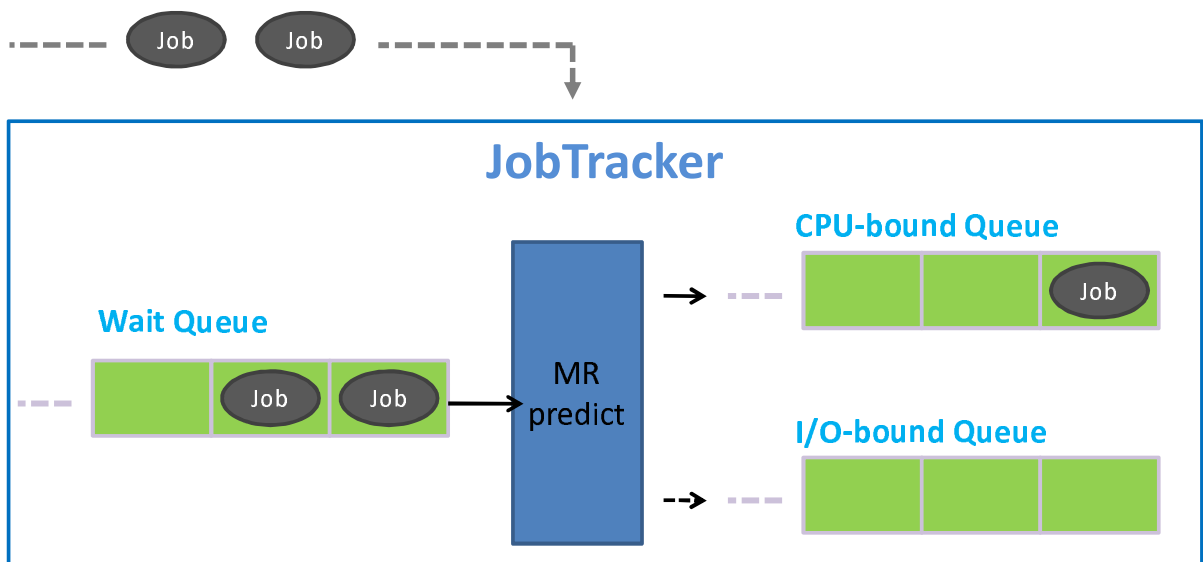 Job
Job
JobTracker
CPU-bound Queue
Job
Wait Queue
Job
Job
MR
predict
I/O-bound Queue